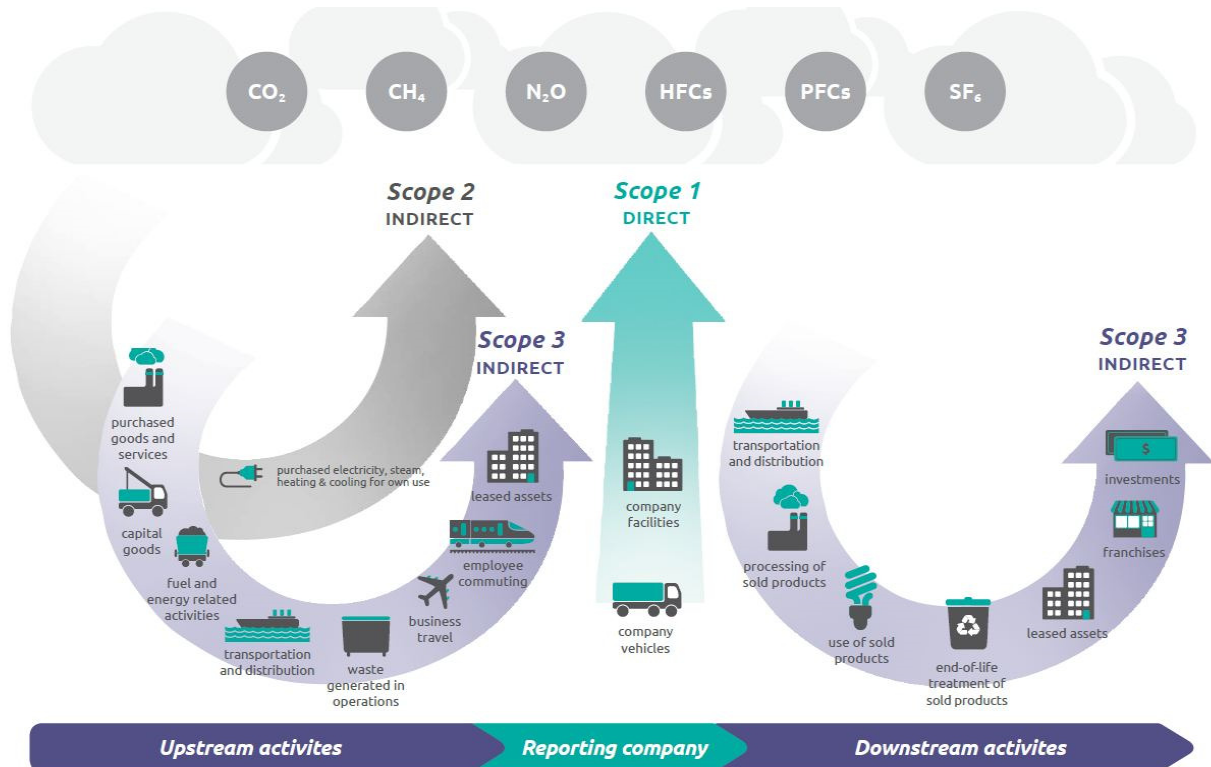 CO₂
CH₄
N₂O
HFCs
PFCs
SF₆
Scope 2
INDIRECT
Scope 1
DIRECT
Scope 3
INDIRECT
Scope 3
INDIRECT
purchased
goods and
services
capital
goods
fuel and
energy related
activities
transportation
and distribution
waste
generated in
operations
business
travel
employee
commuting
leased assets
purchased electricity, steam,
heating & cooling for own use
company
facilities
company
vehicles
transportation
and distribution
processing of
sold products
use of sold
products
end-of-life
treatment of
sold products
leased assets
franchises
$
investments
Upstream activites
Reporting company
Downstream activites